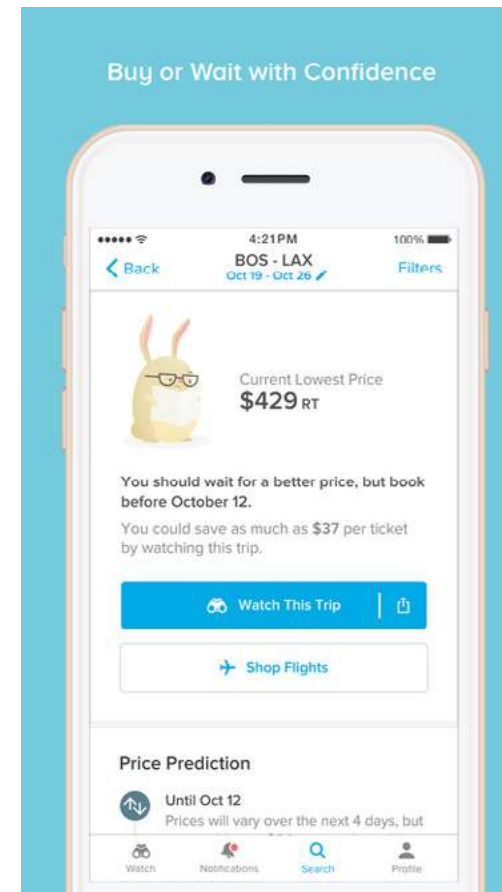 Buy or Wait with Confidence
4:21PM
100%
Back
BOS - LAX
Filters
Oct 19 - Oct 26
Current Lowest Price
$429 RT
You should wait for a better price, but book
before October 12.
You could save as much as $37 per ticket
by watching this trip.
Watch This Trip
Shop Flights
Price Prediction
Until Oct 12
Prices will vary over the next 4 days, but
Watch
Notifications
Search
Profile